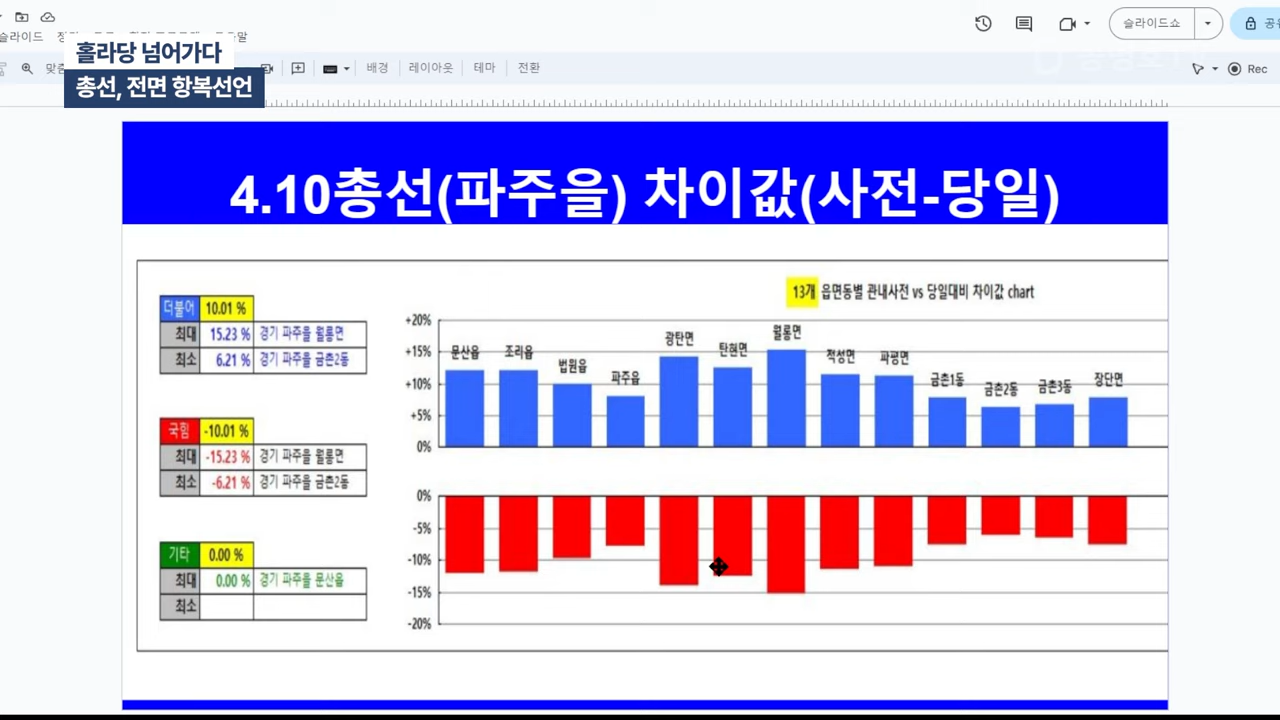 홀라당 넘어가다
총선, 전면 항복선언
슬라이드쇼
배경
레이아웃
테마
전환
Rec
4.10총선(파주을) 차이값(사전-당일)
13개 읍면동별 관내사전 vs 당일대비 차이값 chart
더불어 10.01 %
최대 15.23 % 경기 파주을 월롱면
최소 6.21 % 경기 파주을 금촌2동
국힘 -10.01 %
최대 -15.23 % 경기 파주을 월롱면
최소 -6.21 % 경기 파주을 금촌2동
기타 0.00 %
최대 0.00 % 경기 파주을 문산읍
최소
+20%
+15%
+10%
+5%
0%
문산읍
조리읍
법원읍
파주읍
광탄면
탄현면
월롱면
적성면
파평면
금촌1동
금촌2동
금촌3동
장단면
0%
-5%
-10%
-15%
-20%